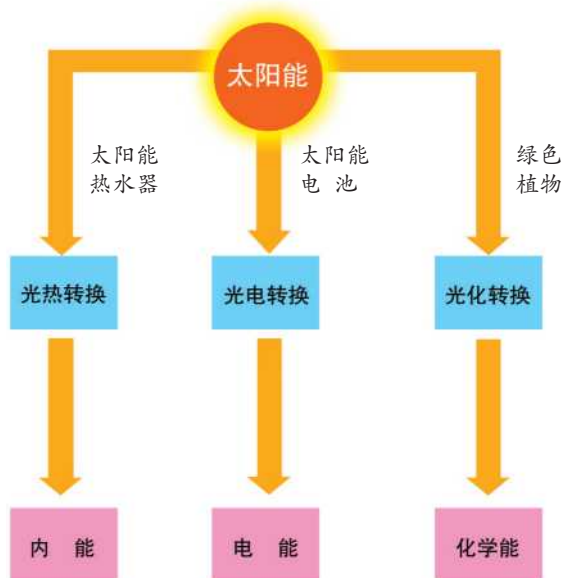 太阳能
太阳能
热水器
太阳能
电 池
绿色
植物
光热转换
光电转换
光化转换
内 能
电 能
化学能